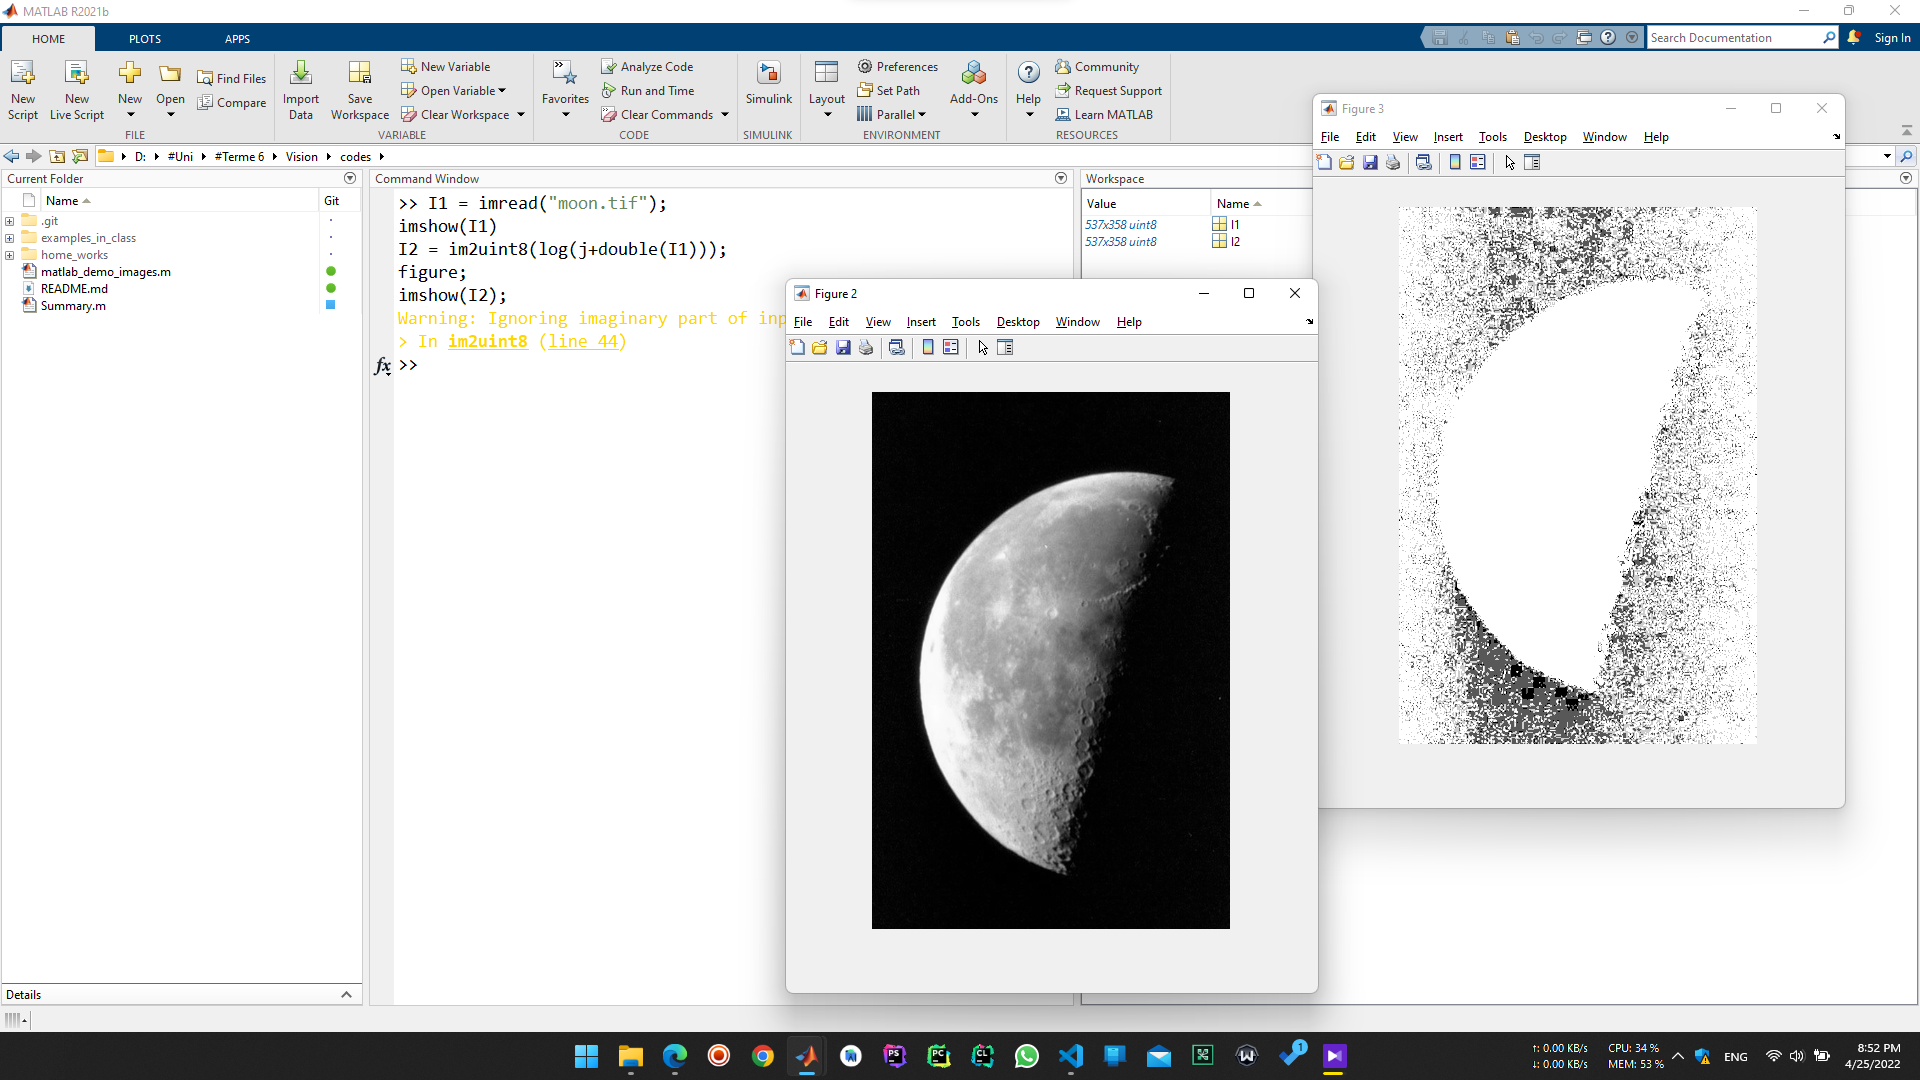 MATLAB R2021b
HOME PLOTS APPS
Search Documentation
Sign In
New Script
New Live Script
New
Open
Find Files
Compare
FILE
Import Data
Save Workspace
New Variable
Open Variable
Clear Workspace
VARIABLE
Favorites
Analyze Code
Run and Time
Clear Commands
CODE
Simulink
SIMULINK
Layout
Preferences
Set Path
Parallel
Add-Ons
ENVIRONMENT
Help
Community
Request Support
Learn MATLAB
RESOURCES
D: #Uni #Terme 6 Vision codes
Current Folder
Name Git
.git
examples_in_class
home_works
matlab_demo_images.m
README.md
Summary.m
Details
Command Window
>> I1 = imread("moon.tif");
imshow(I1)
I2 = im2uint8(log(j+double(I1)));
figure;
imshow(I2);
Warning: Ignoring imaginary part of inp
> In im2uint8 (line 44)
fx >>
Workspace
Value Name
537x358 uint8 I1
537x358 uint8 I2
Figure 2
File Edit View Insert Tools Desktop Window Help
Figure 3
File Edit View Insert Tools Desktop Window Help
PS
PC
CL
1
↑: 0.00 KB/s
↓: 0.00 KB/s
CPU: 34 %
MEM: 53 %
ENG
8:52 PM
4/25/2022